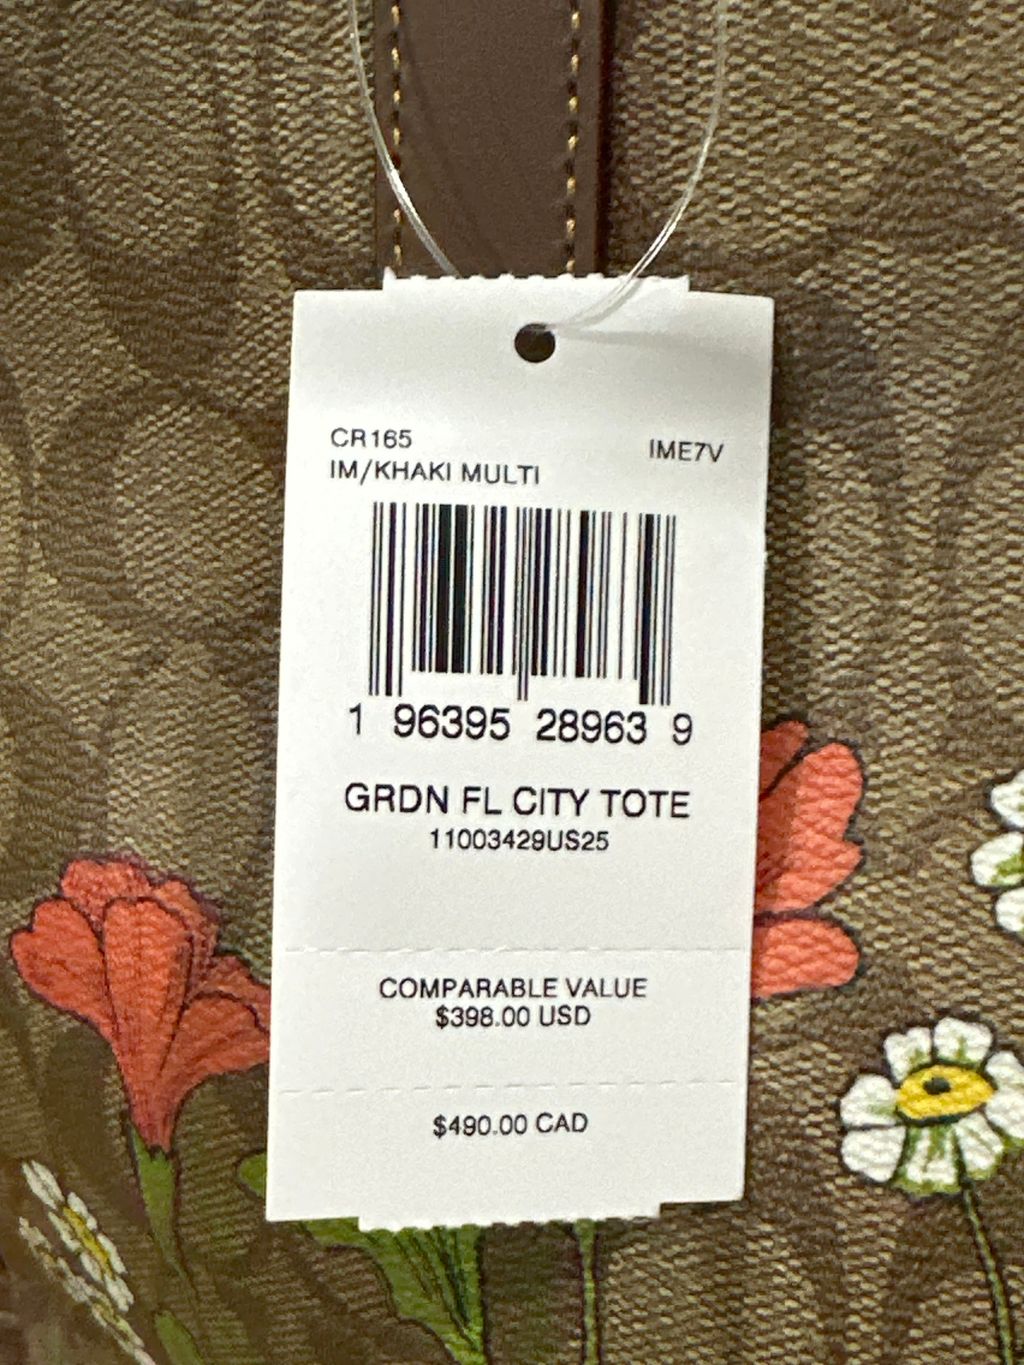 CR165
IM/KHAKI MULTI
IME7V
1 96395 28963 9
GRDN FL CITY TOTE
11003429US25
COMPARABLE VALUE
$398.00 USD
$490.00 CAD